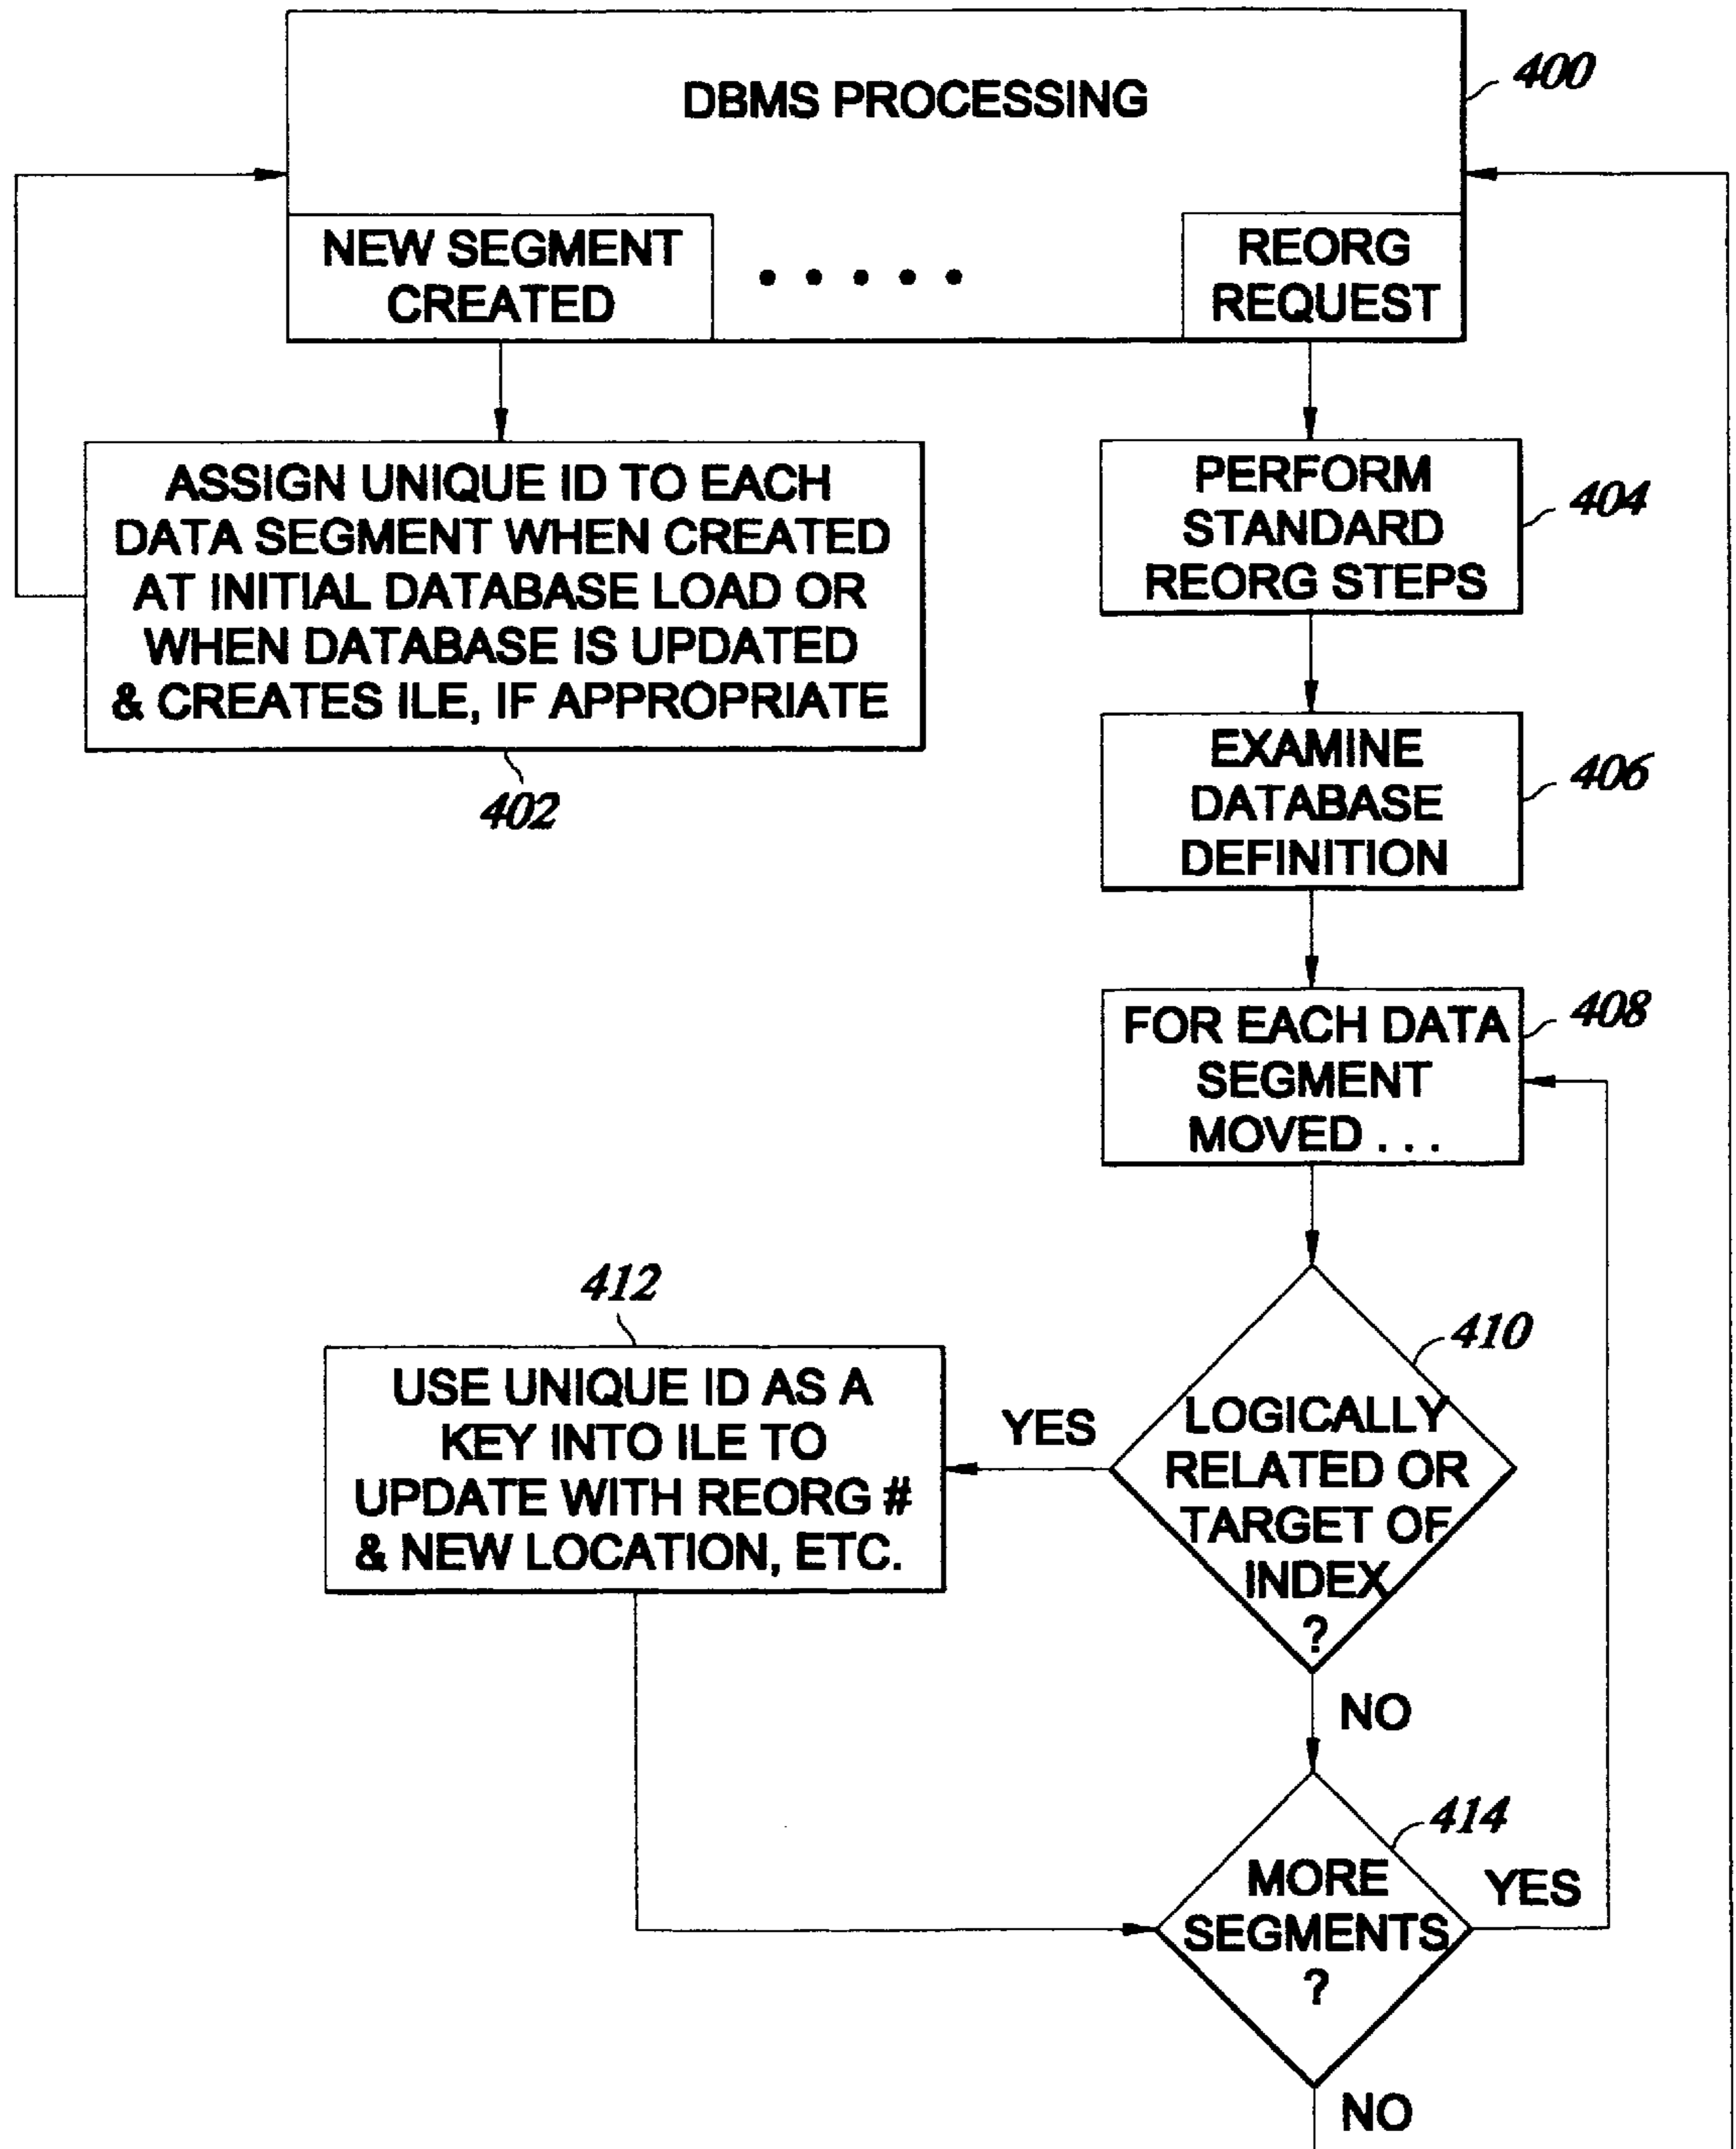 DBMS PROCESSING
400
NEW SEGMENT
CREATED
. . . . .
REORG
REQUEST
ASSIGN UNIQUE ID TO EACH
DATA SEGMENT WHEN CREATED
AT INITIAL DATABASE LOAD OR
WHEN DATABASE IS UPDATED
& CREATES ILE, IF APPROPRIATE
402
PERFORM
STANDARD
REORG STEPS
404
EXAMINE
DATABASE
DEFINITION
406
FOR EACH DATA
SEGMENT
MOVED . . .
408
410
LOGICALLY
RELATED OR
TARGET OF
INDEX
?
YES
412
USE UNIQUE ID AS A
KEY INTO ILE TO
UPDATE WITH REORG #
& NEW LOCATION, ETC.
NO
414
MORE
SEGMENTS
?
YES
NO